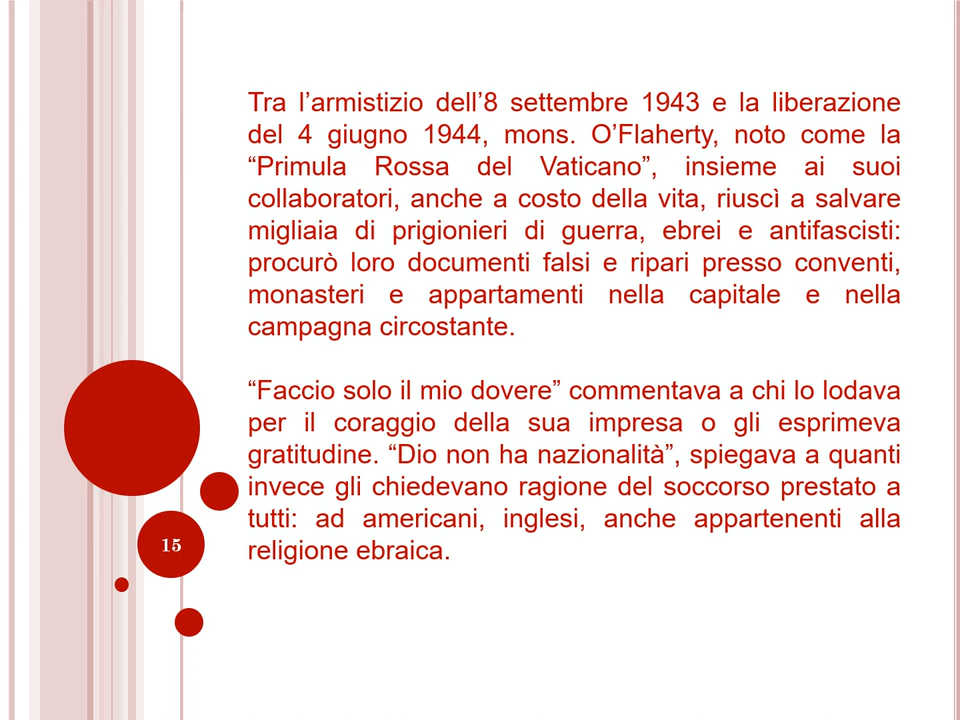 Tra l’armistizio dell’8 settembre 1943 e la liberazione
del 4 giugno 1944, mons. O’Flaherty, noto come la
“Primula Rossa del Vaticano”, insieme ai suoi
collaboratori, anche a costo della vita, riuscì a salvare
migliaia di prigionieri di guerra, ebrei e antifascisti:
procurò loro documenti falsi e ripari presso conventi,
monasteri e appartamenti nella capitale e nella
campagna circostante.
“Faccio solo il mio dovere” commentava a chi lo lodava
per il coraggio della sua impresa o gli esprimeva
gratitudine. “Dio non ha nazionalità”, spiegava a quanti
invece gli chiedevano ragione del soccorso prestato a
tutti: ad americani, inglesi, anche appartenenti alla
religione ebraica.
15